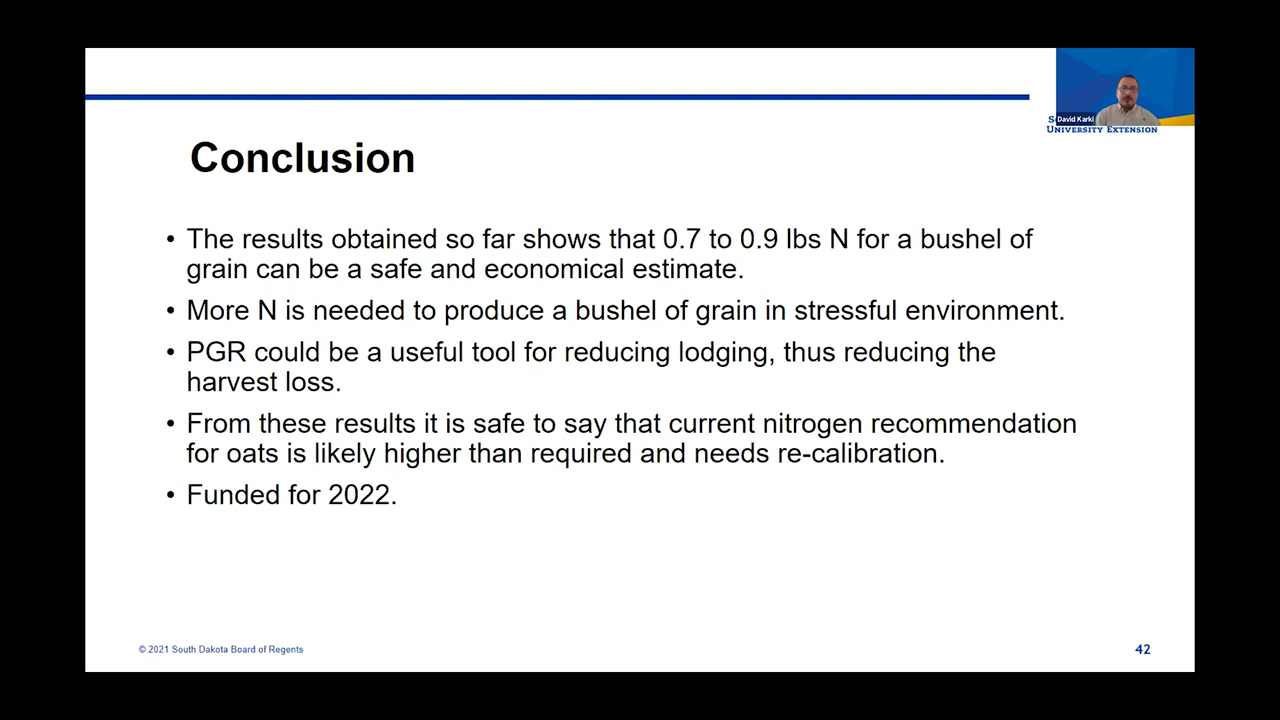 David Karki
UNIVERSITY EXTENSION
Conclusion
• The results obtained so far shows that 0.7 to 0.9 lbs N for a bushel of
grain can be a safe and economical estimate.
• More N is needed to produce a bushel of grain in stressful environment.
• PGR could be a useful tool for reducing lodging, thus reducing the
harvest loss.
• From these results it is safe to say that current nitrogen recommendation
for oats is likely higher than required and needs re-calibration.
• Funded for 2022.
© 2021 South Dakota Board of Regents
42